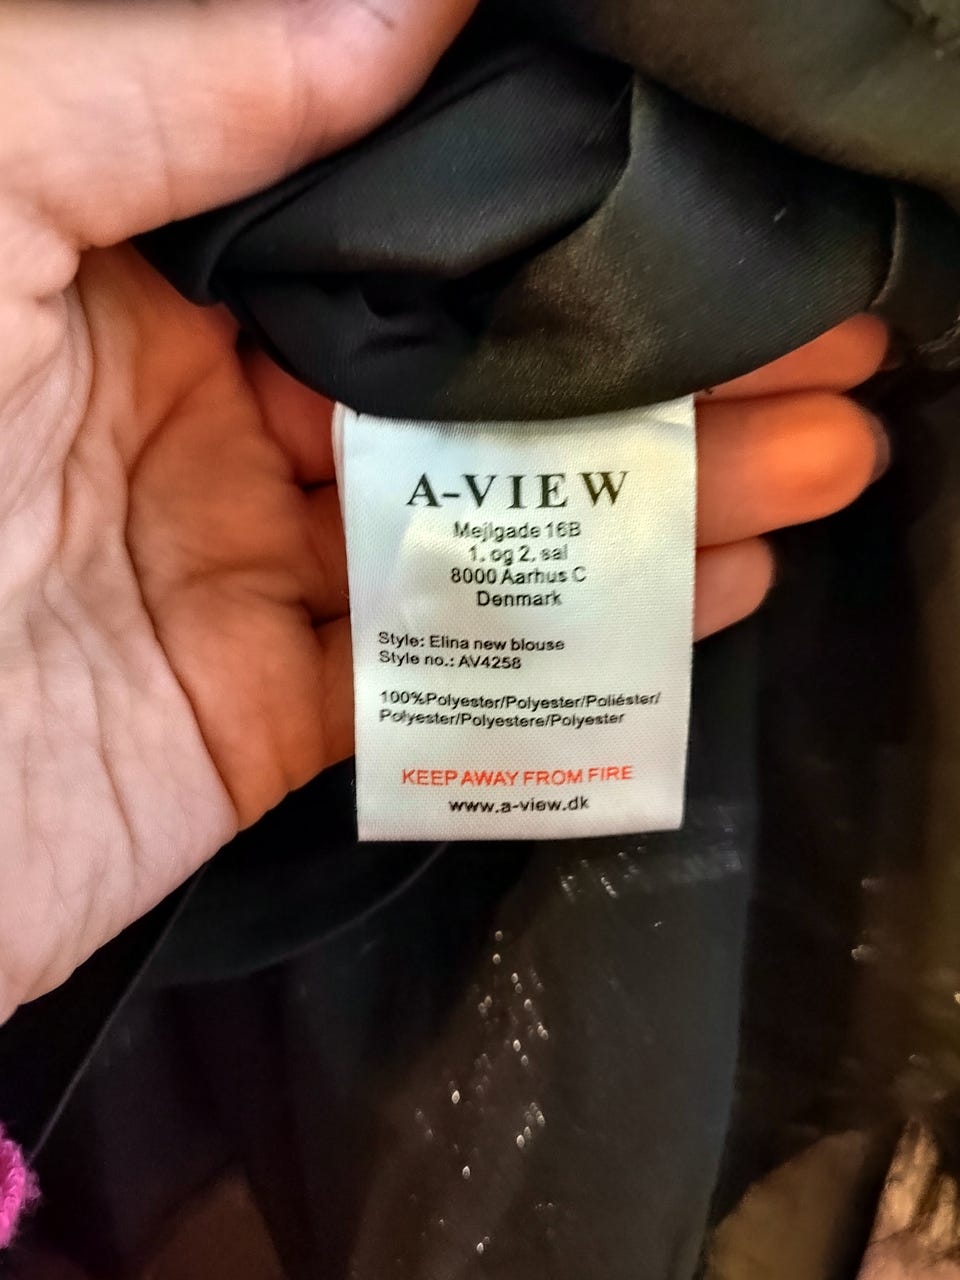 A-VIEW
Mejlgade 16B
1. og 2. sal
8000 Aarhus C
Denmark
Style: Elina new blouse
Style no.: AV4258
100%Polyester/Polyester/Poliéster/
Polyester/Polyestere/Polyester
KEEP AWAY FROM FIRE
www.a-view.dk